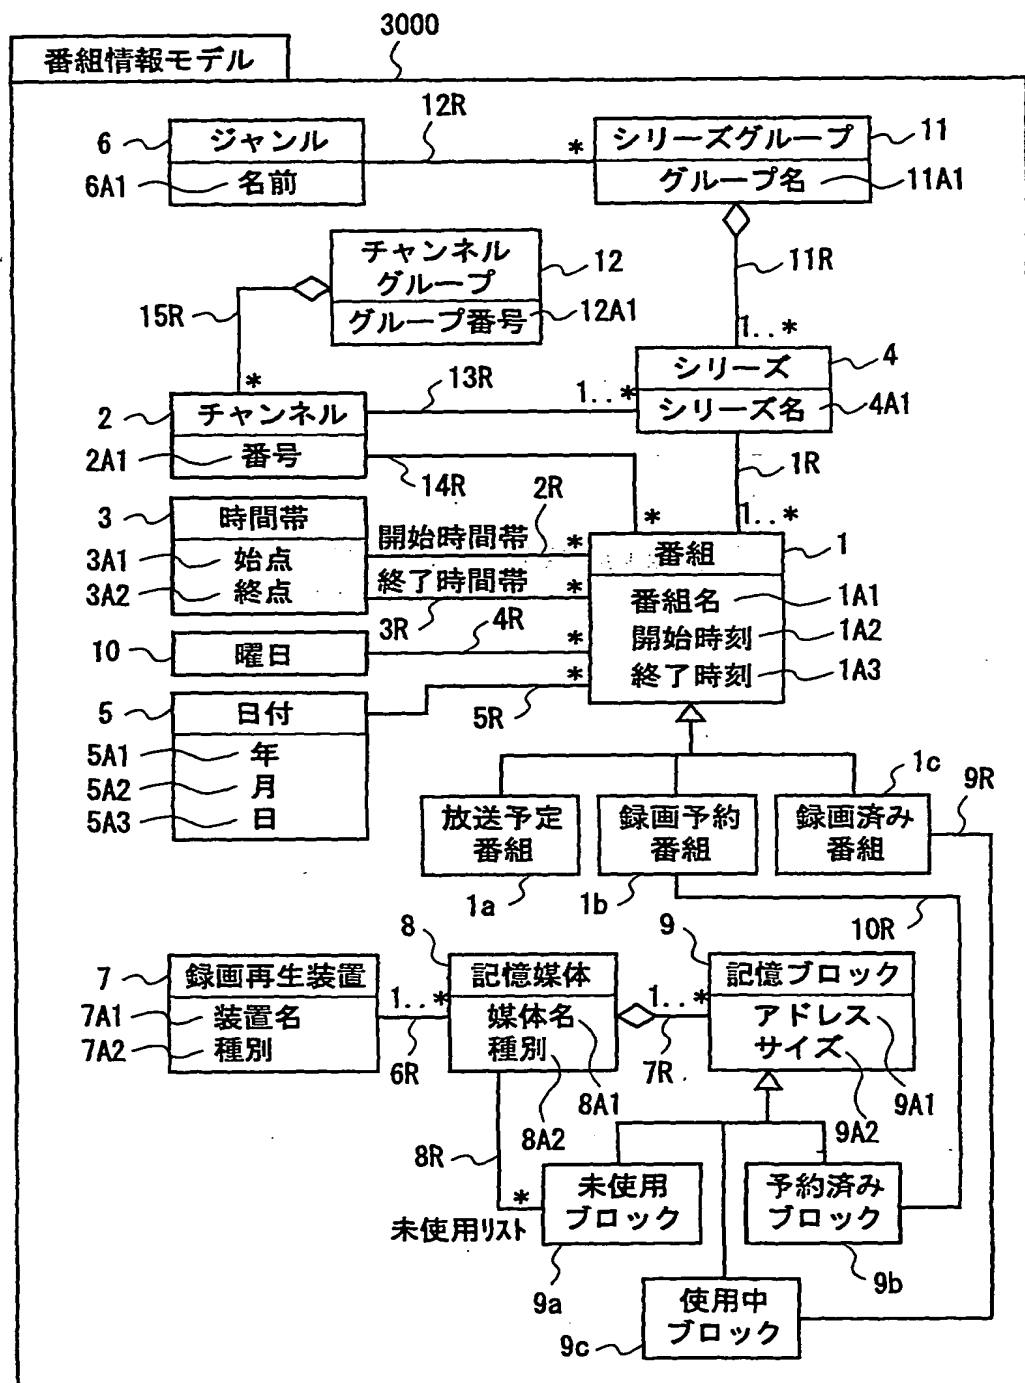 3000
番組情報モデル
12R
6
ジャンル
*
シリーズグループ
11
6A1
名前
グループ名
11A1
チャンネル
グループ
12
11R
15R
グループ番号
12A1
1..*
シリーズ
4
*
13R
1..*
シリーズ名
4A1
2
チャンネル
2A1
番号
14R
1R
3
時間帯
2R
*
1..*
開始時間帯
*
番組
1
3A1
始点
3A2
終点
終了時間帯
*
番組名
1A1
3R
4R
開始時刻
1A2
10
曜日
*
終了時刻
1A3
*
5
日付
5R
5A1
年
5A2
月
5A3
日
1c
9R
放送予定
番組
録画予約
番組
録画済み
番組
1a
1b
10R
8
9
7
録画再生装置
記憶媒体
記憶ブロック
1..*
1..*
7A1
装置名
媒体名
アドレス
7A2
種別
種別
サイズ
6R
7R
8A1
9A1
8A2
9A2
8R
*
未使用
ブロック
予約済み
ブロック
未使用リスト
9a
9b
使用中
ブロック
9c